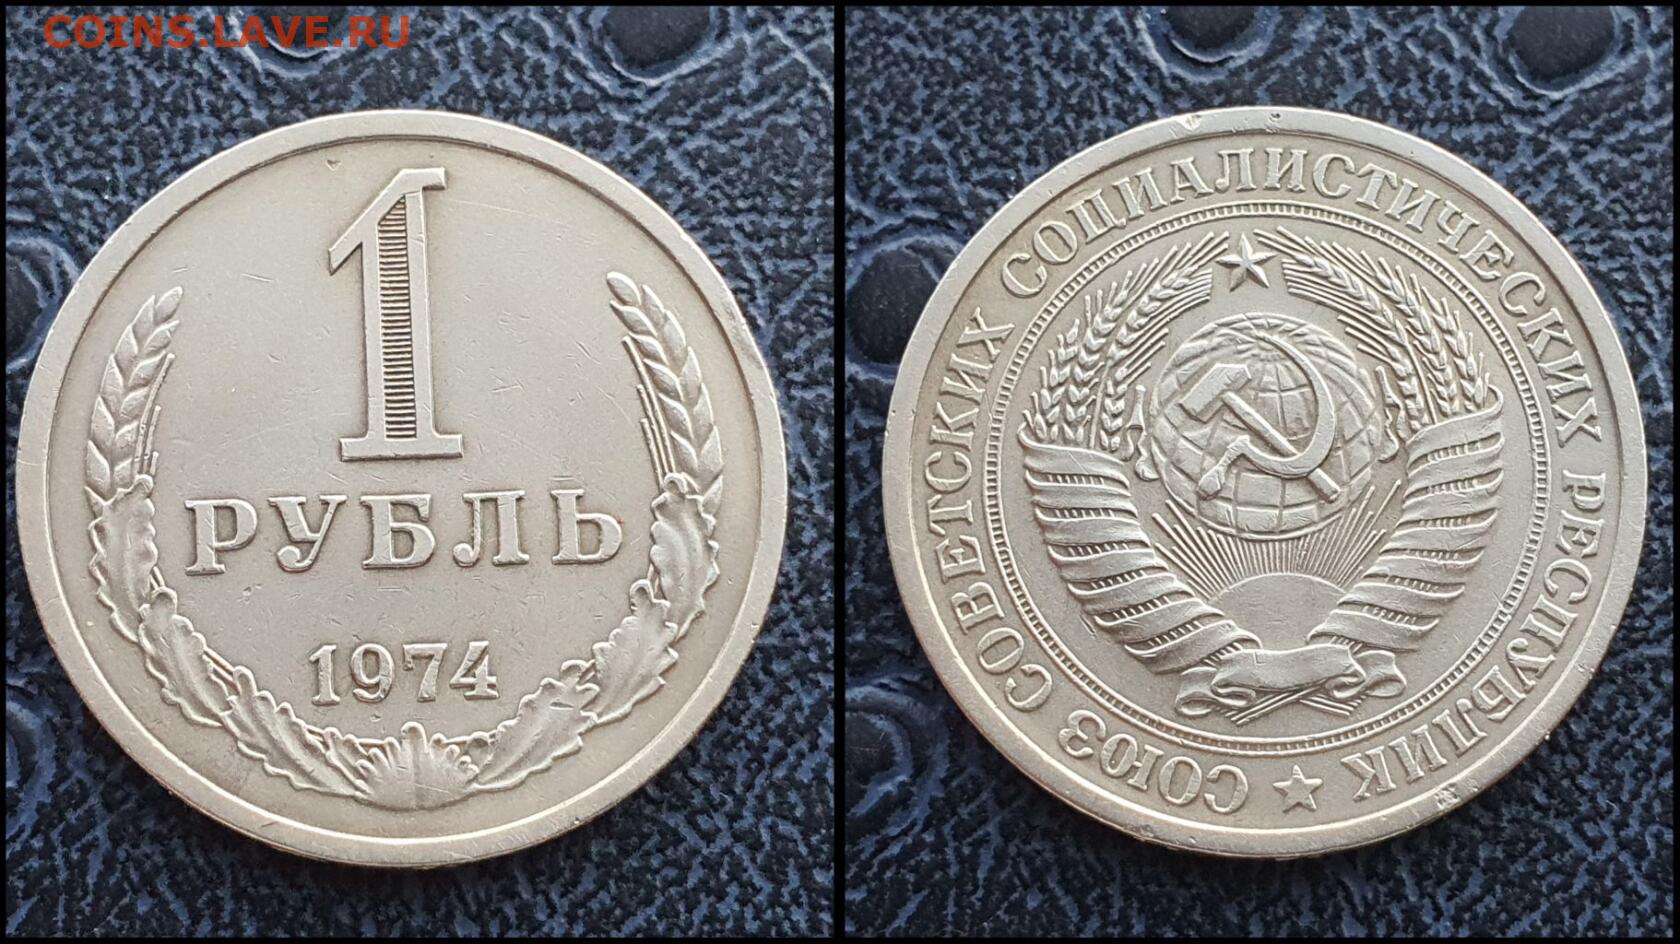 COINS.LAVE.RU
1
РУБЛЬ
1974
СОЮЗ СОВЕТСКИХ СОЦИАЛИСТИЧЕСКИХ РЕСПУБЛИК